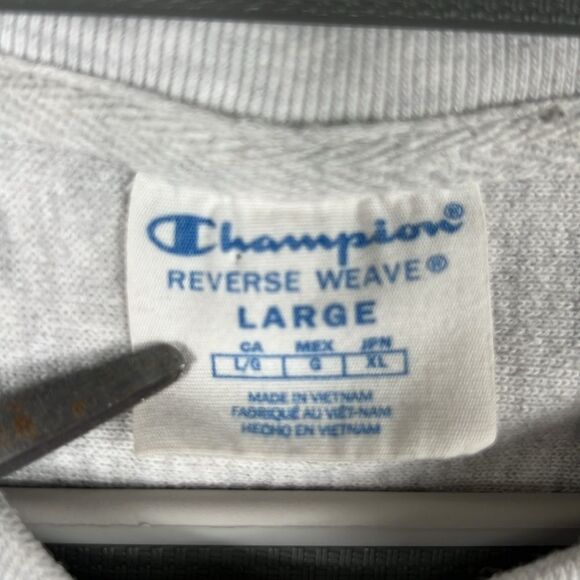 Champion®
REVERSE WEAVE®
LARGE
CA MEX JPN
L/G G XL
MADE IN VIETNAM
FABRIQUÉ AU VIÊT-NAM
HECHO EN VIETNAM